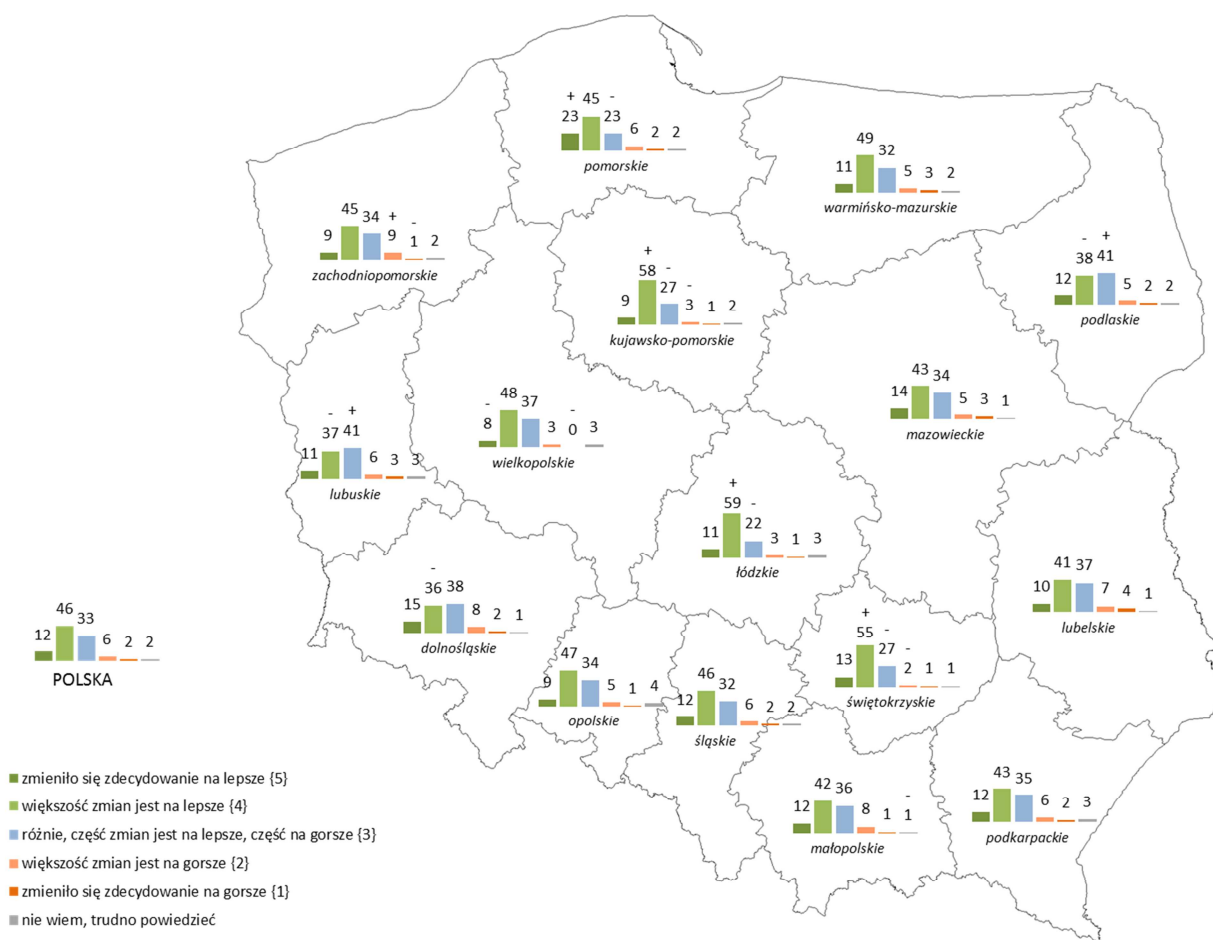 + -
23 45 23 6 2 2
pomorskie
11 49 32 5 3 2
warmińsko-mazurskie
+ -
9 45 34 9 1 2
zachodniopomorskie
+ - -
9 58 27 3 1 2
kujawsko-pomorskie
- +
12 38 41 5 2 2
podlaskie
14 43 34 5 3 1
mazowieckie
- -
8 48 37 3 0 3
wielkopolskie
- +
11 37 41 6 3 3
lubuskie
+ -
11 59 22 3 1 3
łódzkie
10 41 37 7 4 1
lubelskie
-
15 36 38 8 2 1
dolnośląskie
12 46 33 6 2 2
POLSKA
+ - -
13 55 27 2 1 1
świętokrzyskie
9 47 34 5 1 4
opolskie
12 46 32 6 2 2
śląskie
-
12 42 36 8 1 1
małopolskie
12 43 35 6 2 3
podkarpackie
zmieniło się zdecydowanie na lepsze {5}
większość zmian jest na lepsze {4}
różnie, część zmian jest na lepsze, część na gorsze {3}
większość zmian jest na gorsze {2}
zmieniło się zdecydowanie na gorsze {1}
nie wiem, trudno powiedzieć